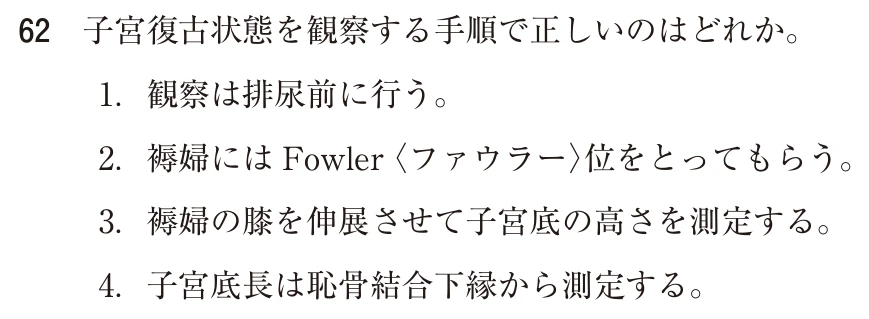 62 子宮復古状態を観察する手順で正しいのはどれか。
1. 観察は排尿前に行う。
2. 褥婦には Fowler〈ファウラー〉位をとってもらう。
3. 褥婦の膝を伸展させて子宮底の高さを測定する。
4. 子宮底長は恥骨結合下縁から測定する。